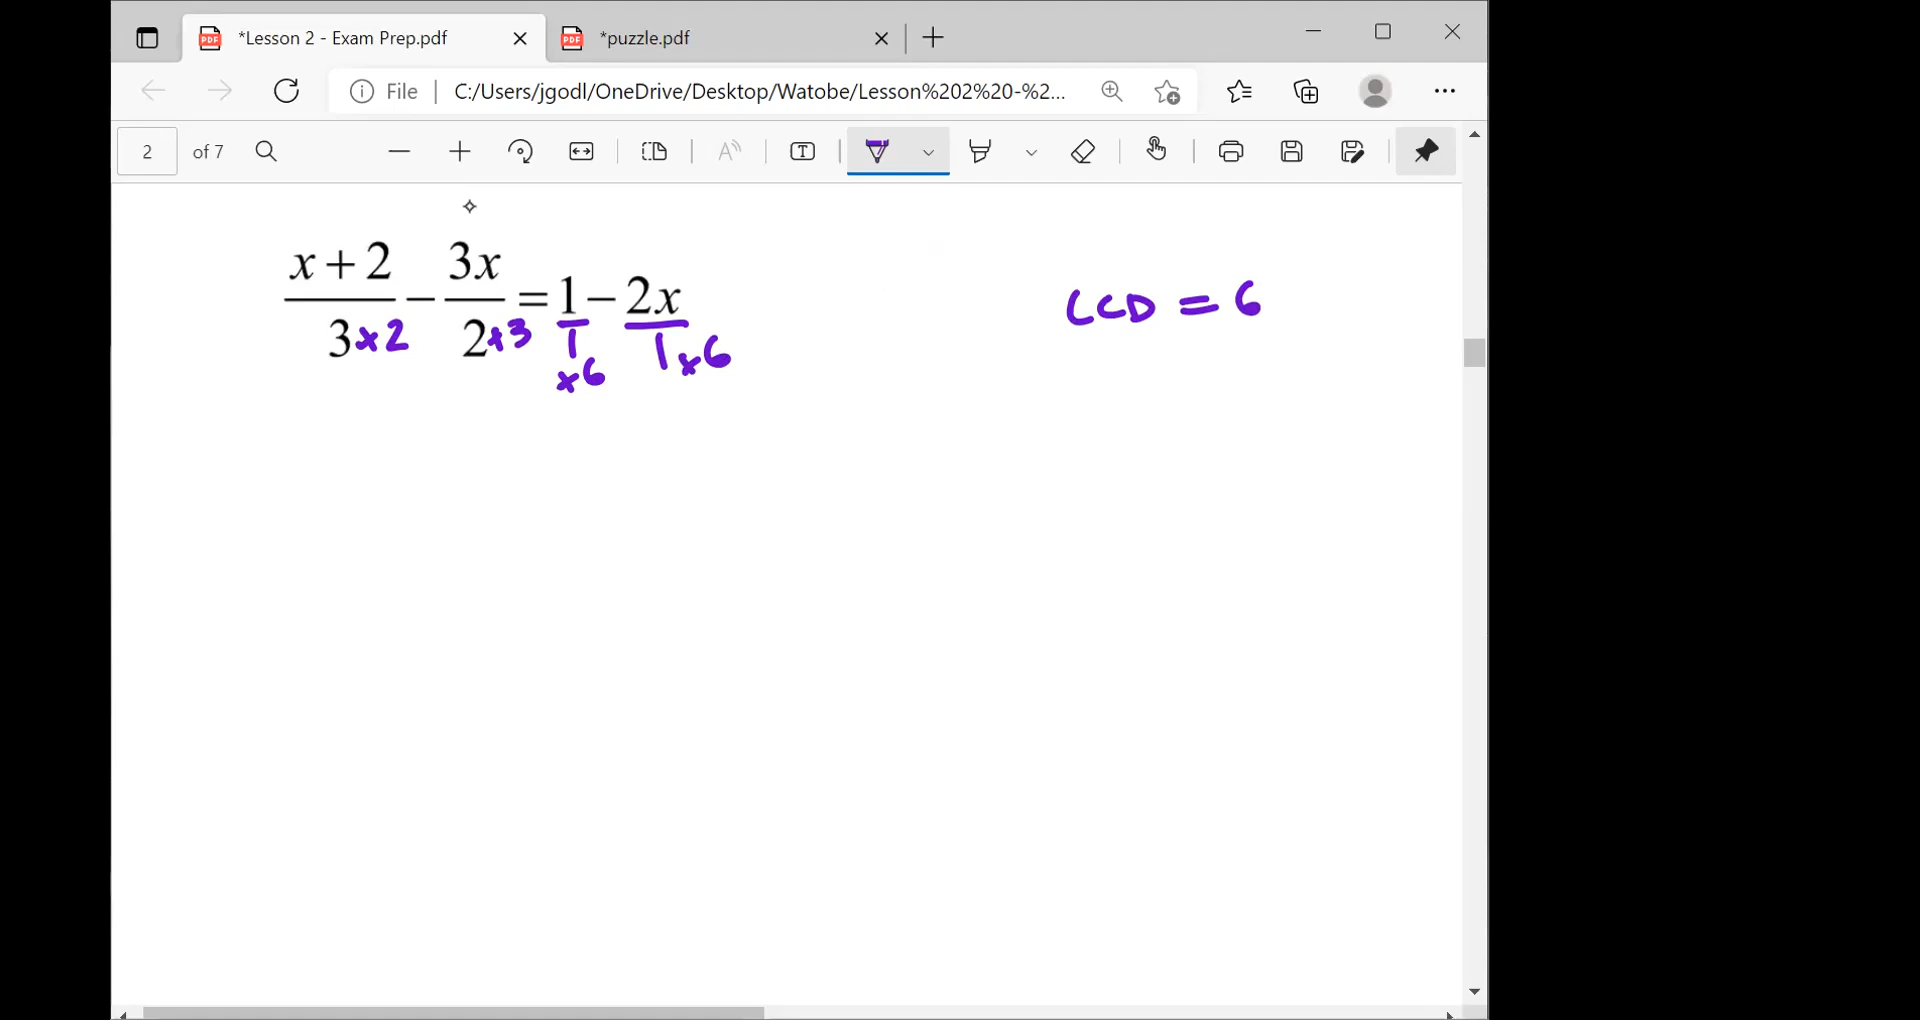 *Lesson 2 - Exam Prep.pdf
*puzzle.pdf
File C:/Users/jgodl/OneDrive/Desktop/Watobe/Lesson%202%20-%2...
2 of 7
x + 2 / 3 − 3x / 2 = 1 − 2x
×2 ×3 1 1 ×6
×6
LCD = 6